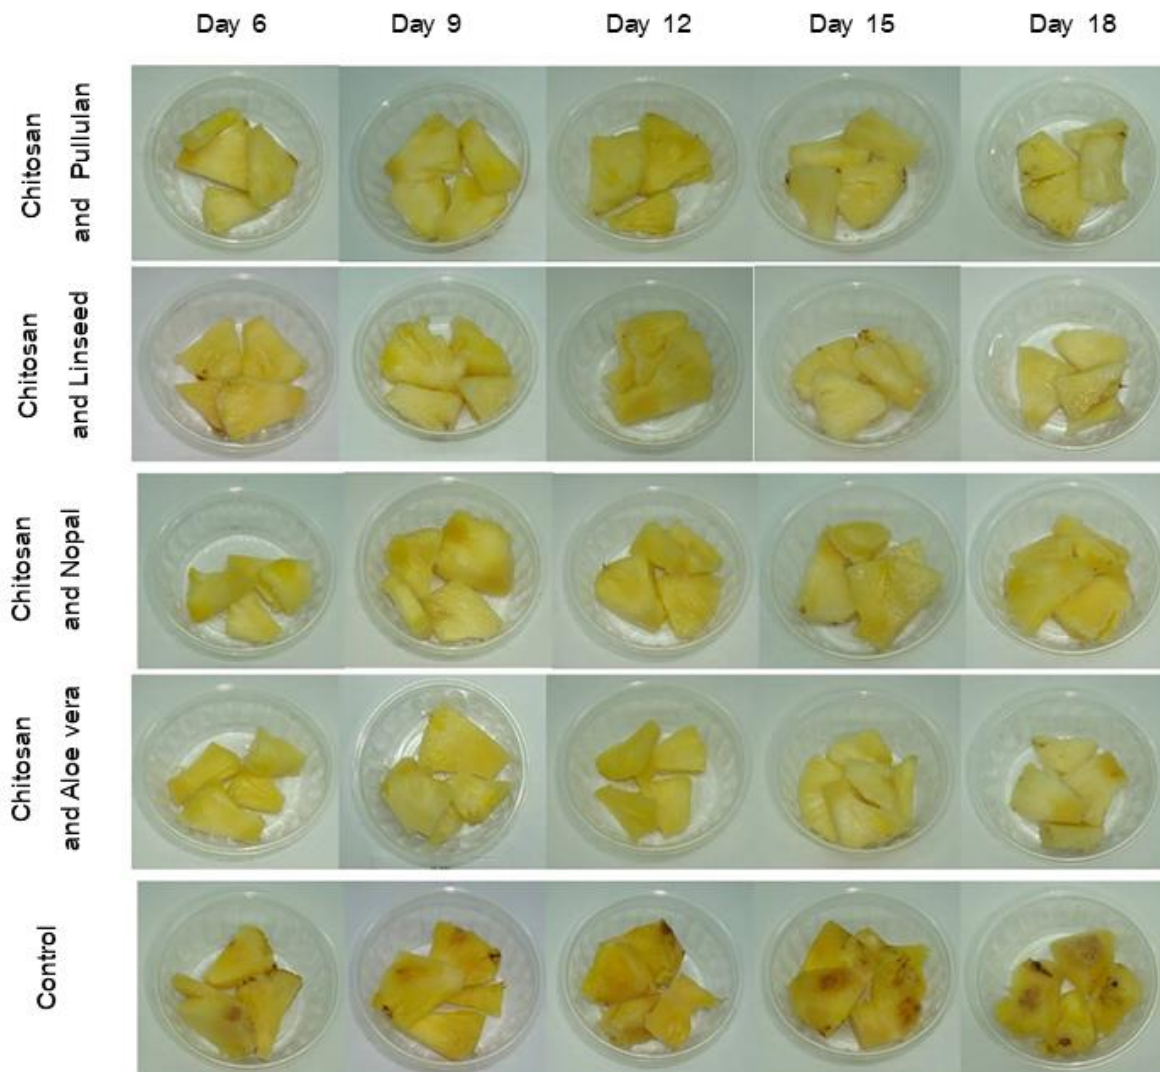 Day 6 Day 9 Day 12 Day 15 Day 18
Chitosan
and Pullulan
Chitosan
and Linseed
Chitosan
and Nopal
Chitosan
and Aloe vera
Control